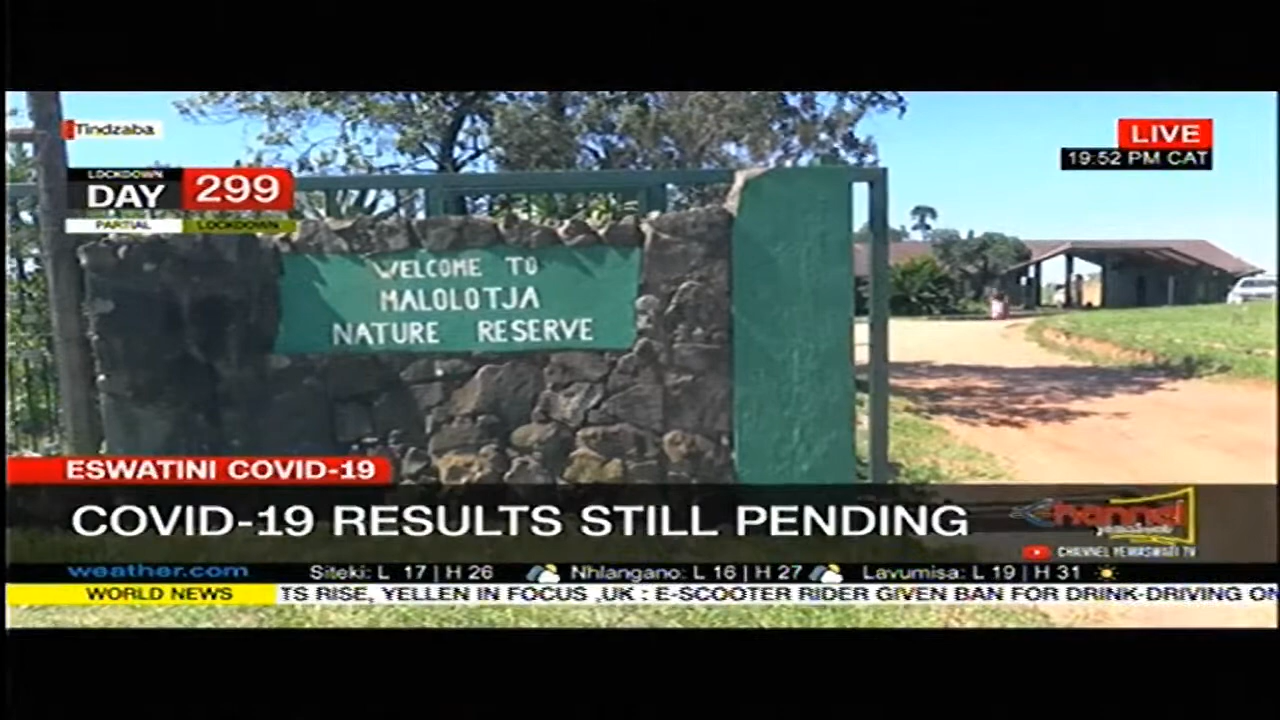 Tindzaba
LIVE
19:52 PM CAT
LOCKDOWN
DAY 299
PARTIAL LOCKDOWN
WELCOME TO
MALOLOTJA
NATURE RESERVE
ESWATINI COVID-19
COVID-19 RESULTS STILL PENDING
Channel
CHANNEL YEMASWATI TV
weather.com Siteki: L 17 | H 26 Nhlangano: L 16 | H 27 Lavumisa: L 19 | H 31
WORLD NEWS TS RISE, YELLEN IN FOCUS ,UK : E-SCOOTER RIDER GIVEN BAN FOR DRINK-DRIVING ON